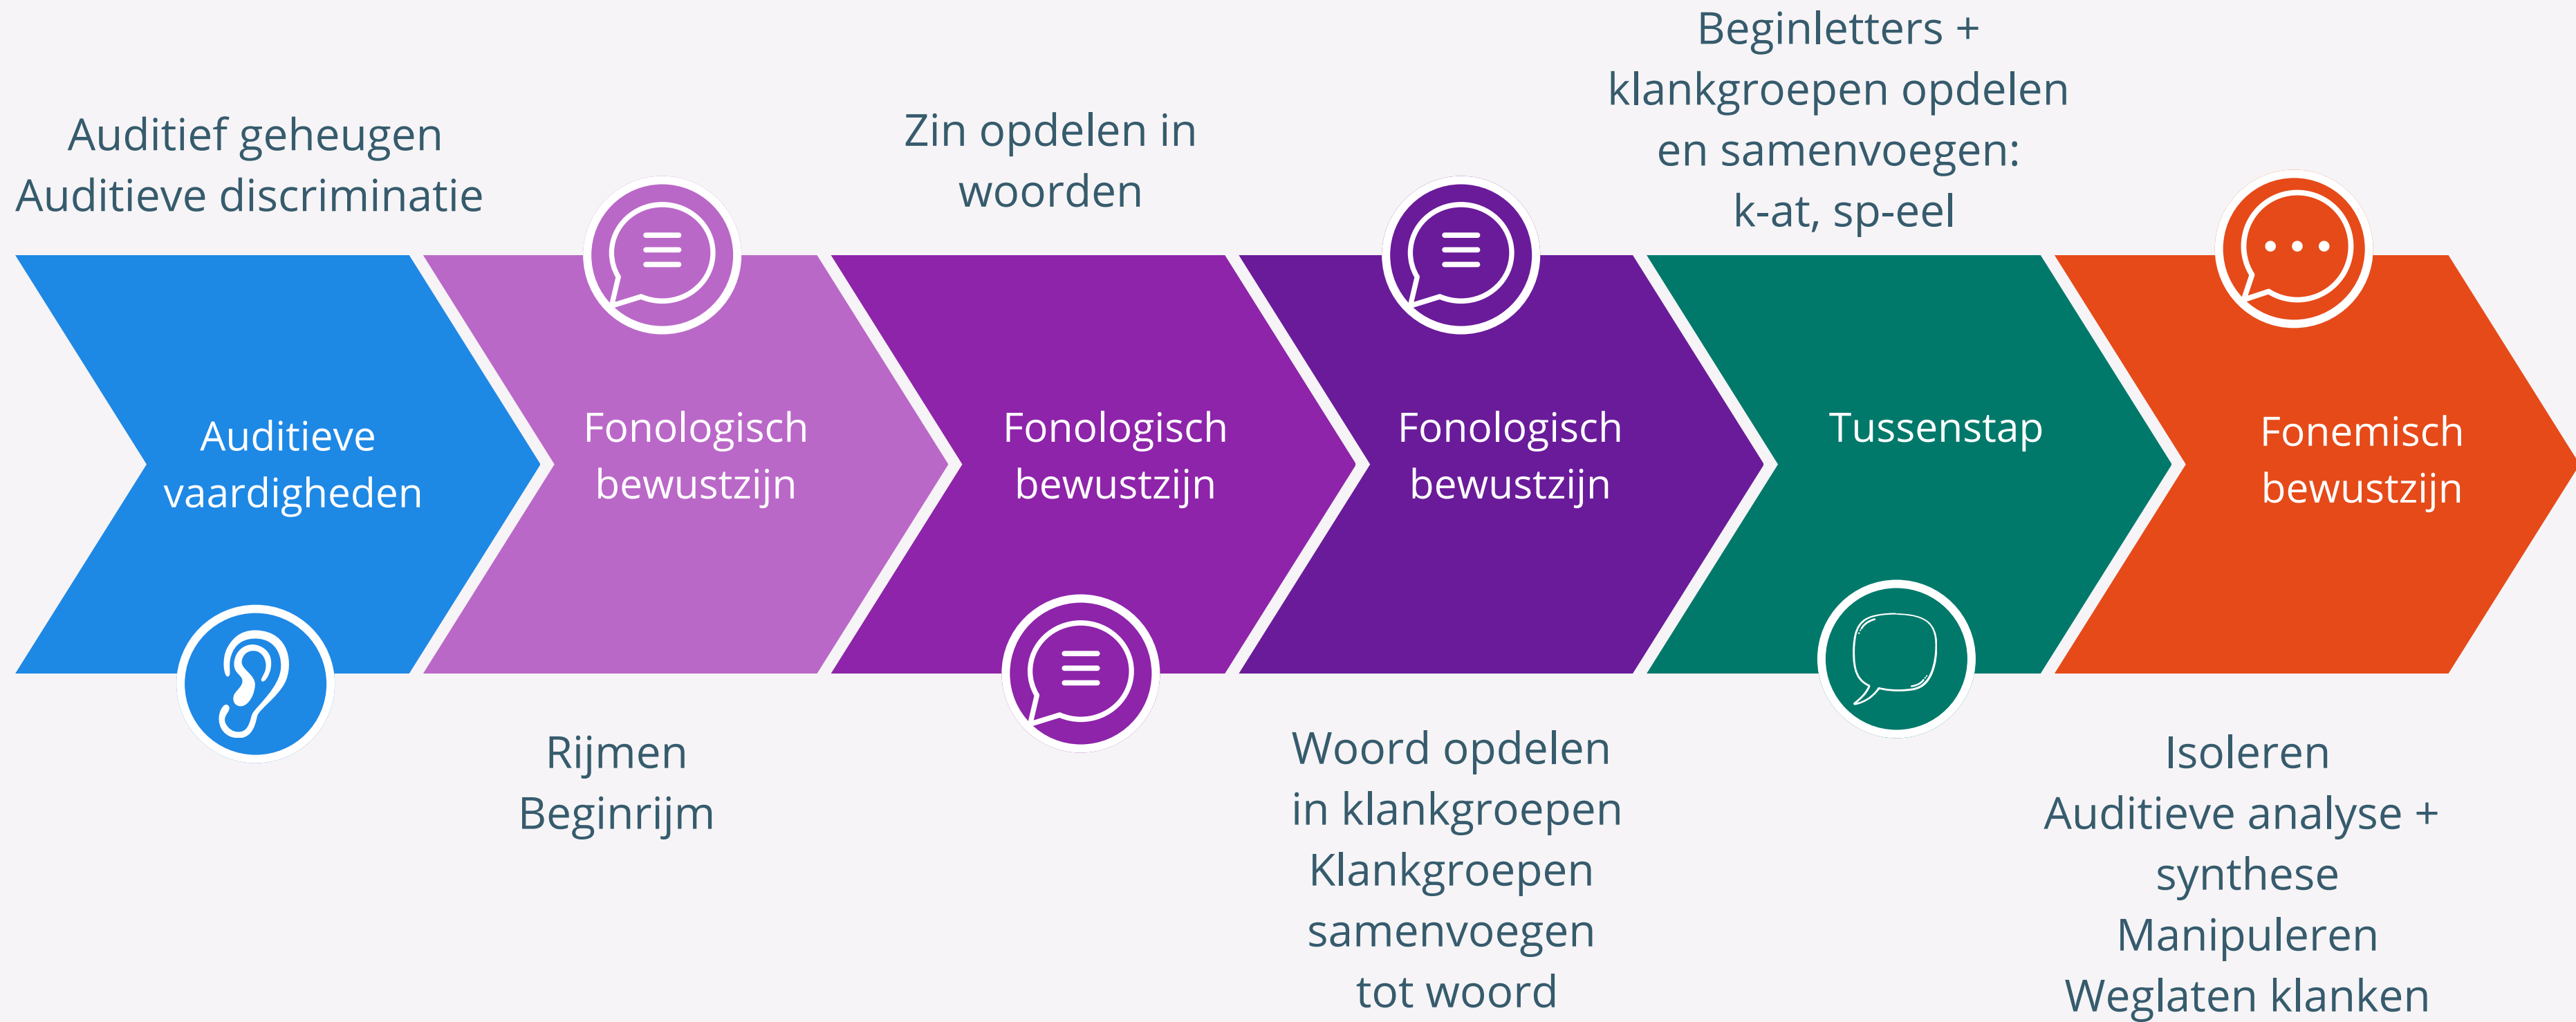 Auditief geheugen
Auditieve discriminatie
Auditieve
vaardigheden
Fonologisch
bewustzijn
Rijmen
Beginrijm
Zin opdelen in
woorden
Fonologisch
bewustzijn
Fonologisch
bewustzijn
Woord opdelen
in klankgroepen
Klankgroepen
samenvoegen
tot woord
Beginletters +
klankgroepen opdelen
en samenvoegen:
k-at, sp-eel
Tussenstap
Fonemisch
bewustzijn
Isoleren
Auditieve analyse +
synthese
Manipuleren
Weglaten klanken